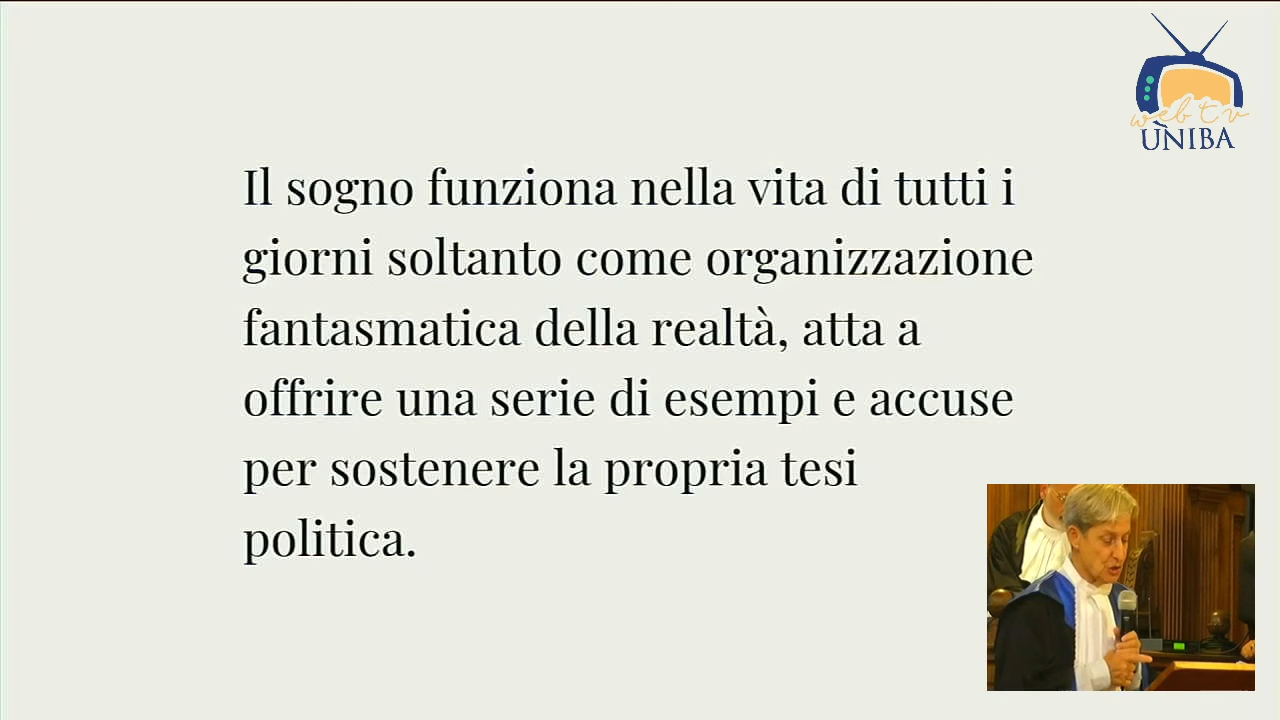 web tv
UNIBA
Il sogno funziona nella vita di tutti i
giorni soltanto come organizzazione
fantasmatica della realtà, atta a
offrire una serie di esempi e accuse
per sostenere la propria tesi
politica.